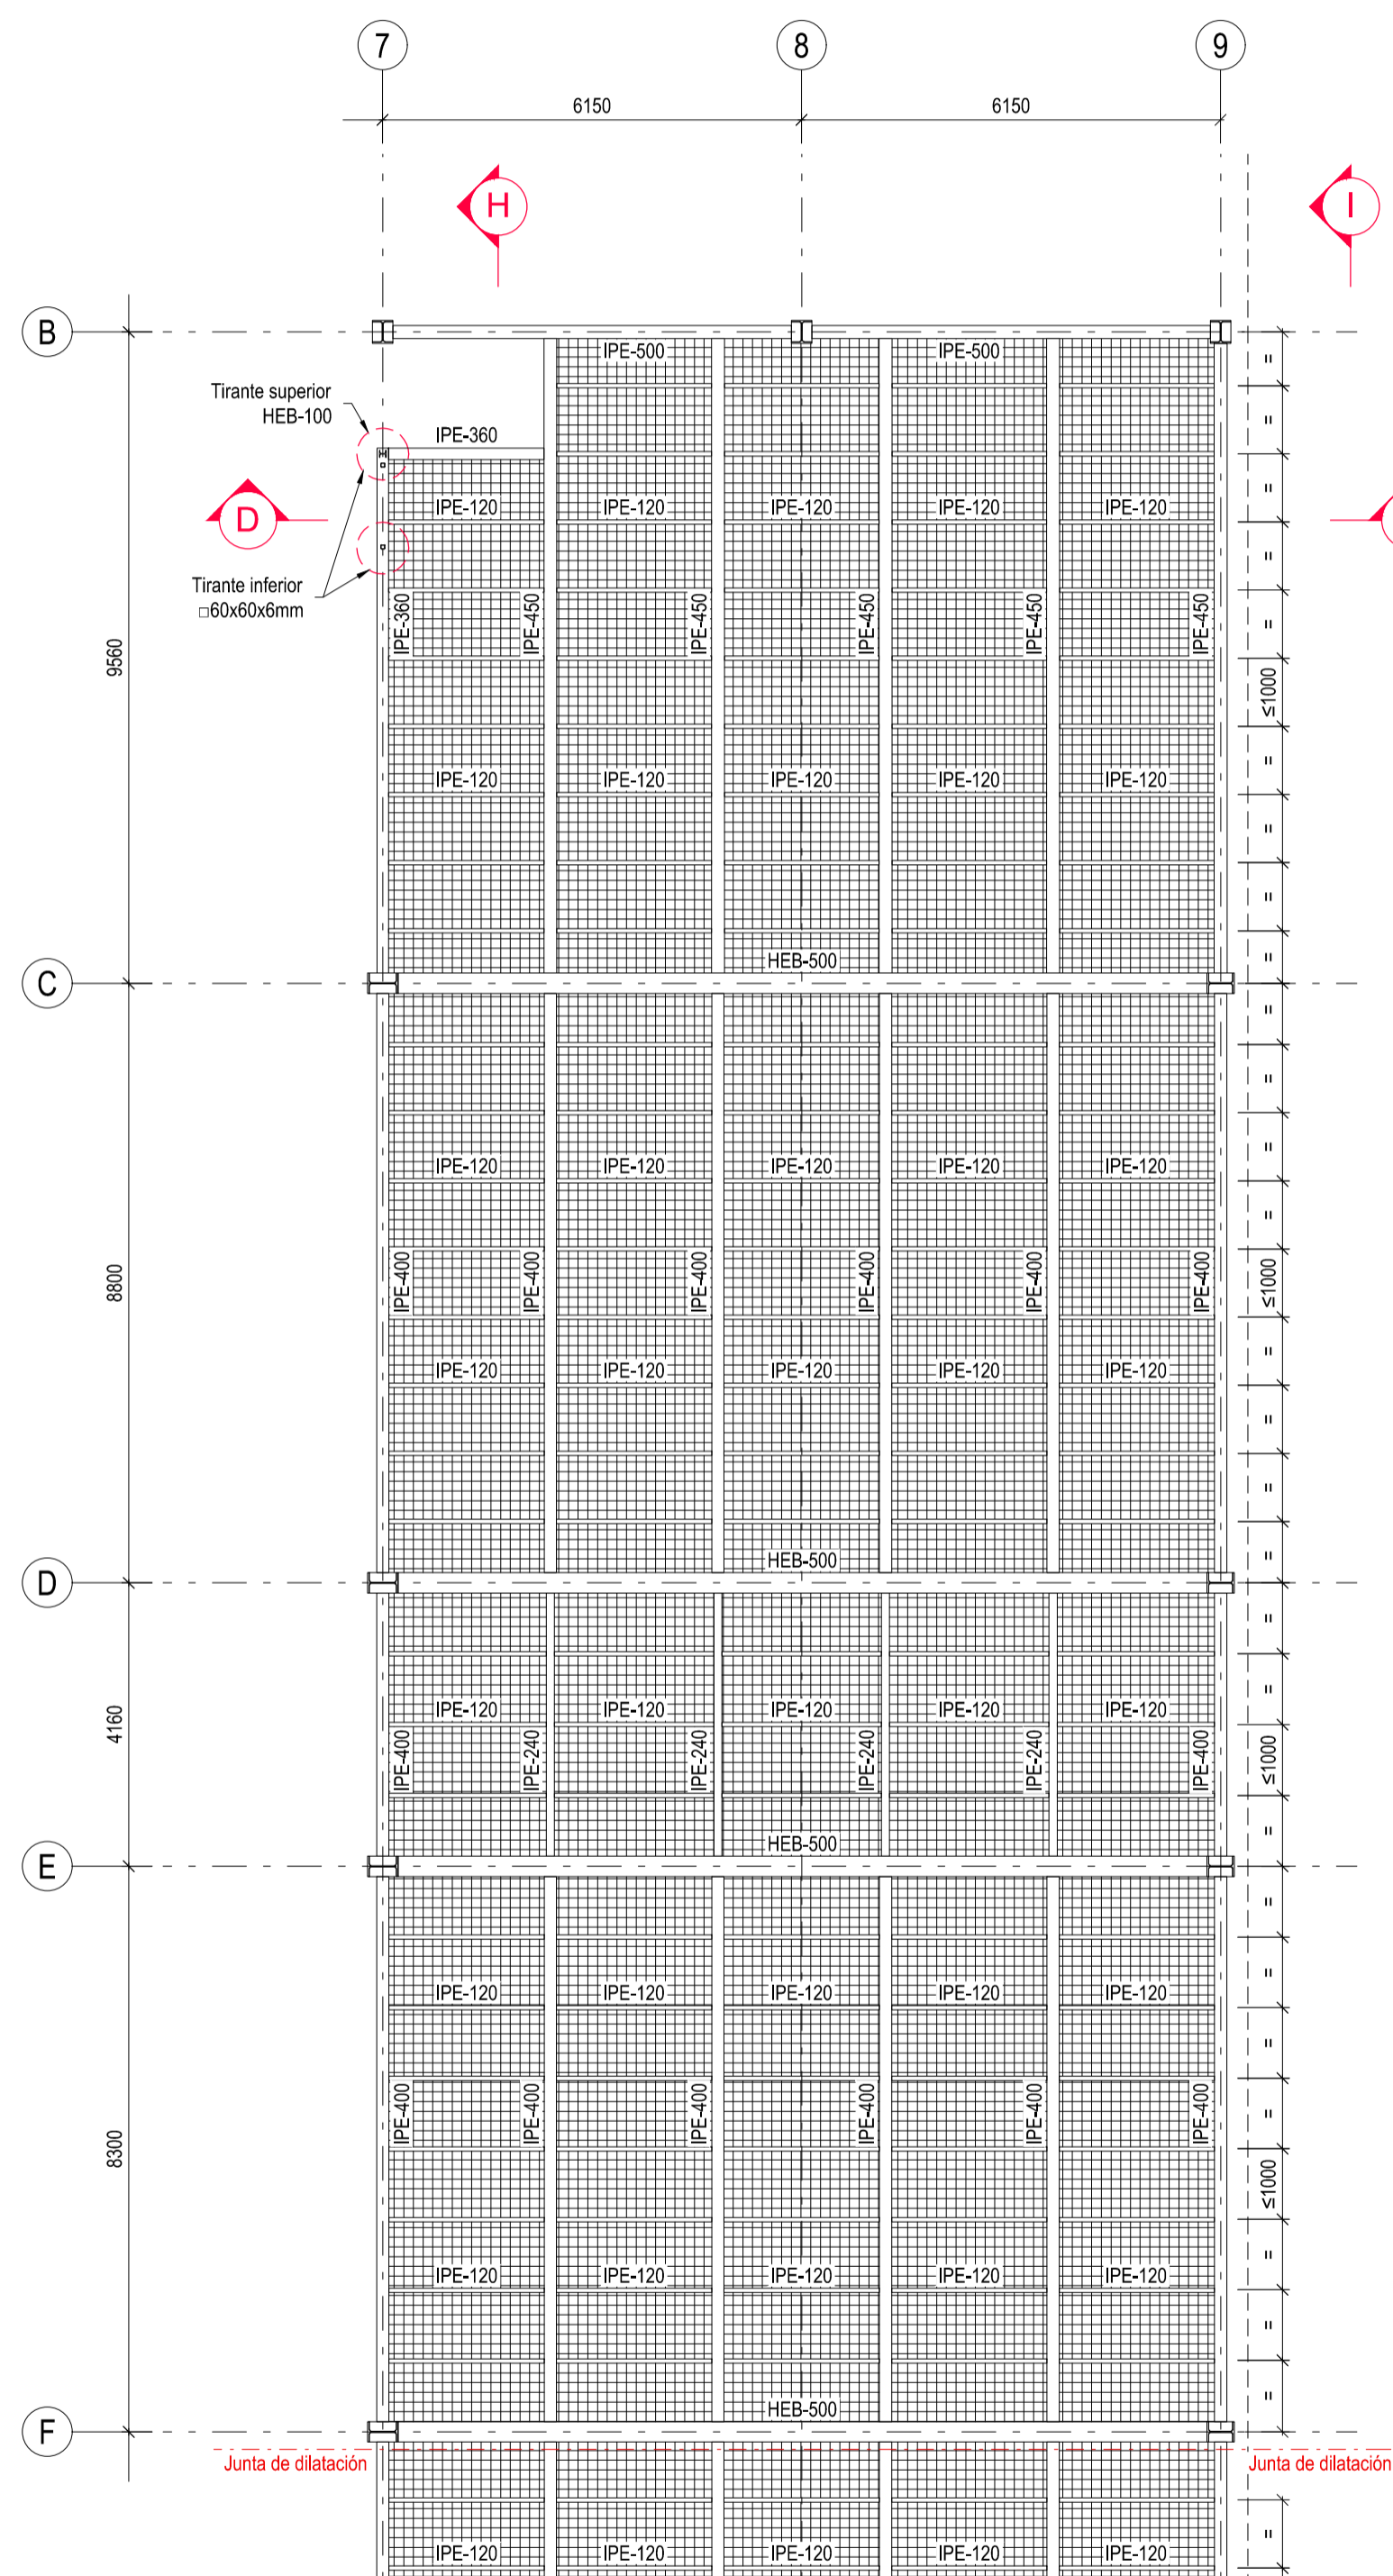 7
8
9
6150
6150
H
I
B
IPE-500
IPE-500
=
=
Tirante superior
HEB-100
IPE-360
=
D
IPE-120
IPE-120
IPE-120
IPE-120
IPE-120
=
Tirante inferior
□60x60x6mm
IPE-360
IPE-450
IPE-450
IPE-450
IPE-450
IPE-450
=
9560
≤1000
=
IPE-120
IPE-120
IPE-120
IPE-120
IPE-120
=
=
HEB-500
=
C
=
=
=
IPE-120
IPE-120
IPE-120
IPE-120
IPE-120
=
8800
IPE-400
IPE-400
IPE-400
IPE-400
IPE-400
IPE-400
≤1000
=
IPE-120
IPE-120
IPE-120
IPE-120
IPE-120
=
=
HEB-500
=
D
=
=
IPE-120
IPE-120
IPE-120
IPE-120
IPE-120
4160
IPE-400
IPE-240
IPE-240
IPE-240
IPE-240
IPE-400
≤1000
HEB-500
=
E
=
=
IPE-120
IPE-120
IPE-120
IPE-120
IPE-120
=
IPE-400
IPE-400
IPE-400
IPE-400
IPE-400
IPE-400
=
8300
≤1000
=
IPE-120
IPE-120
IPE-120
IPE-120
IPE-120
=
HEB-500
=
F
Junta de dilatación
Junta de dilatación
=
IPE-120
IPE-120
IPE-120
IPE-120
IPE-120